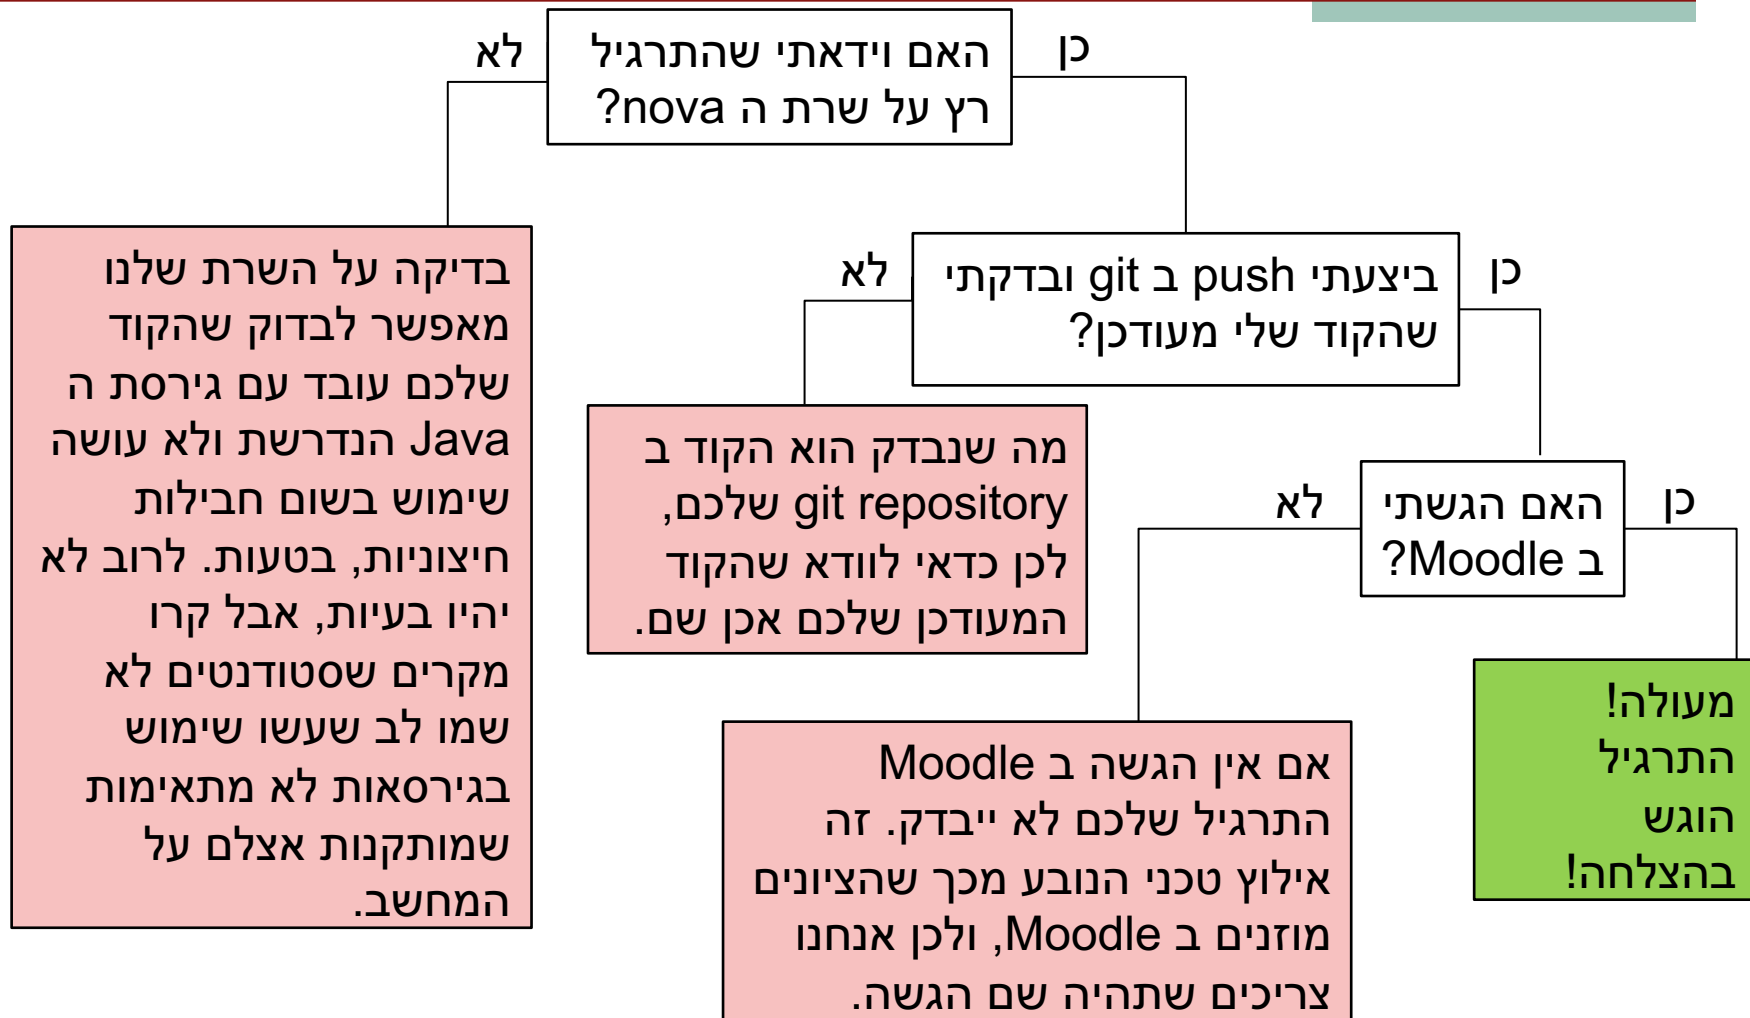 האם וידאתי שהתרגיל
רץ על שרת ה nova?
כן
לא
בדיקה על השרת שלנו
מאפשר לבדוק שהקוד
שלכם עובד עם גירסת ה
Java הנדרשת ולא עושה
שימוש בשום חבילות
חיצוניות, בטעות. לרוב לא
יהיו בעיות, אבל קרו
מקרים שסטודנטים לא
שמו לב שעשו שימוש
בגירסאות לא מתאימות
שמותקנות אצלם על
המחשב.
ביצעתי push ב git ובדקתי
שהקוד שלי מעודכן?
כן
לא
מה שנבדק הוא הקוד ב
git repository שלכם,
לכן כדאי לוודא שהקוד
המעודכן שלכם אכן שם.
האם הגשתי
ב Moodle?
כן
לא
אם אין הגשה ב Moodle
התרגיל שלכם לא ייבדק. זה
אילוץ טכני הנובע מכך שהציונים
מוזנים ב Moodle, ולכן אנחנו
צריכים שתהיה שם הגשה.
מעולה!
התרגיל
הוגש
בהצלחה!